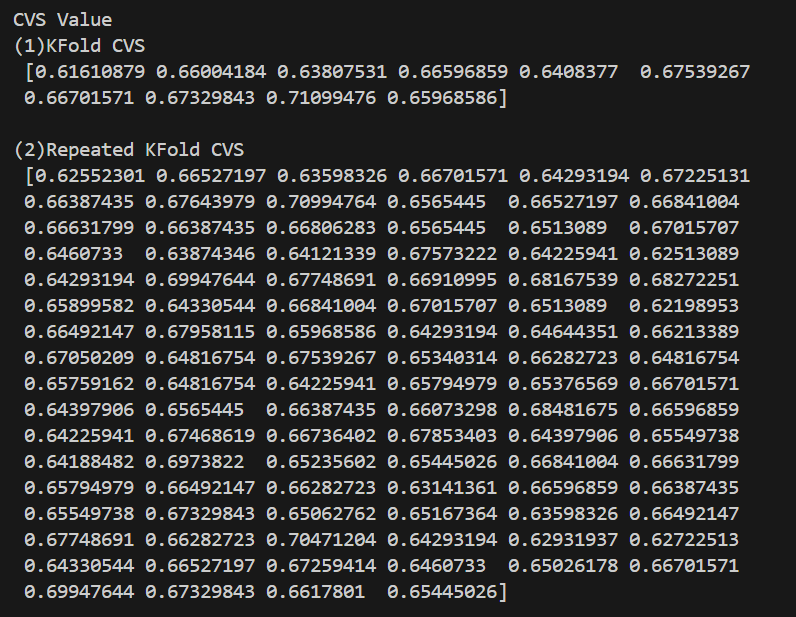 CVS Value
(1)KFold CVS
[0.61610879 0.66004184 0.63807531 0.66596859 0.6408377  0.67539267
0.66701571 0.67329843 0.71099476 0.65968586]
(2)Repeated KFold CVS
[0.62552301 0.66527197 0.63598326 0.66701571 0.64293194 0.67225131
0.66387435 0.67643979 0.70994764 0.6565445  0.66527197 0.66841004
0.66631799 0.66387435 0.66806283 0.6565445  0.6513089  0.67015707
0.6460733  0.63874346 0.64121339 0.67573222 0.64225941 0.62513089
0.64293194 0.69947644 0.67748691 0.66910995 0.68167539 0.68272251
0.65899582 0.64330544 0.66841004 0.67015707 0.6513089  0.62198953
0.66492147 0.67958115 0.65968586 0.64293194 0.64644351 0.66213389
0.67050209 0.64816754 0.67539267 0.65340314 0.66282723 0.64816754
0.65759162 0.64816754 0.64225941 0.65794979 0.65376569 0.66701571
0.64397906 0.6565445  0.66387435 0.66073298 0.68481675 0.66596859
0.64225941 0.67468619 0.66736402 0.67853403 0.64397906 0.65549738
0.64188482 0.6973822  0.65235602 0.65445026 0.66841004 0.66631799
0.65794979 0.66492147 0.66282723 0.63141361 0.66596859 0.66387435
0.65549738 0.67329843 0.65062762 0.65167364 0.63598326 0.66492147
0.67748691 0.66282723 0.70471204 0.64293194 0.62931937 0.62722513
0.64330544 0.66527197 0.67259414 0.6460733  0.65026178 0.66701571
0.69947644 0.67329843 0.6617801  0.65445026]